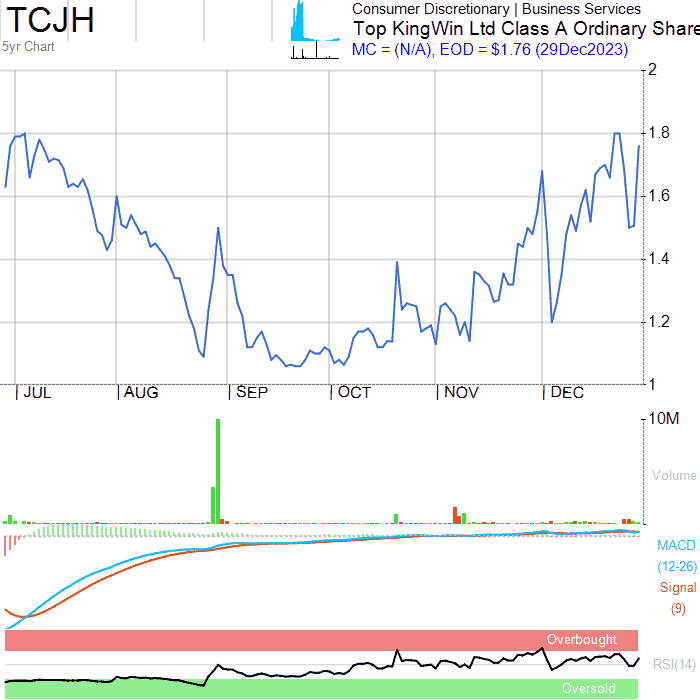 TCJH
5yr Chart
Consumer Discretionary | Business Services
Top KingWin Ltd Class A Ordinary Share
MC = (N/A), EOD = $1.76 (29Dec2023)
2
1.8
1.6
1.4
1.2
1
JUL AUG SEP OCT NOV DEC
10M
Volume
MACD
(12-26)
Signal
(9)
Overbought
RSI(14)
Oversold